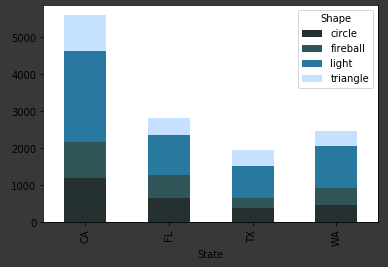 Shape
circle
fireball
light
triangle
5000
4000
3000
2000
1000
0
CA
FL
TX
WA
State